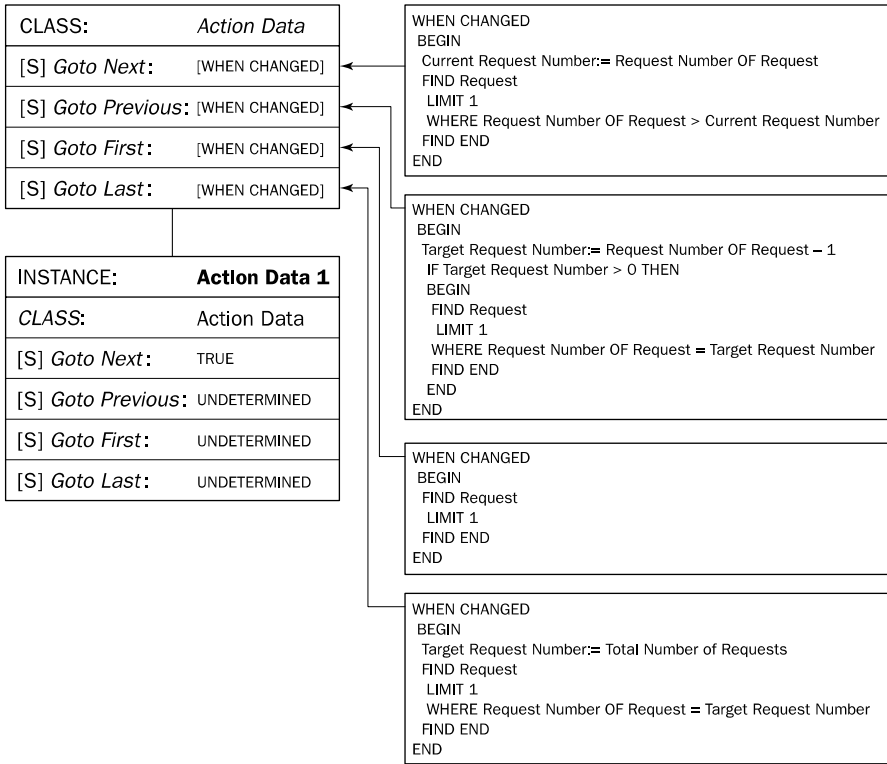 CLASS: Action Data
[S] Goto Next: [WHEN CHANGED]
[S] Goto Previous: [WHEN CHANGED]
[S] Goto First: [WHEN CHANGED]
[S] Goto Last: [WHEN CHANGED]
INSTANCE: Action Data 1
CLASS: Action Data
[S] Goto Next: TRUE
[S] Goto Previous: UNDETERMINED
[S] Goto First: UNDETERMINED
[S] Goto Last: UNDETERMINED
WHEN CHANGED
BEGIN
Current Request Number:= Request Number OF Request
FIND Request
LIMIT 1
WHERE Request Number OF Request > Current Request Number
FIND END
END
WHEN CHANGED
BEGIN
Target Request Number:= Request Number OF Request – 1
IF Target Request Number > 0 THEN
BEGIN
FIND Request
LIMIT 1
WHERE Request Number OF Request = Target Request Number
FIND END
END
END
WHEN CHANGED
BEGIN
FIND Request
LIMIT 1
FIND END
END
WHEN CHANGED
BEGIN
Target Request Number:= Total Number of Requests
FIND Request
LIMIT 1
WHERE Request Number OF Request = Target Request Number
FIND END
END